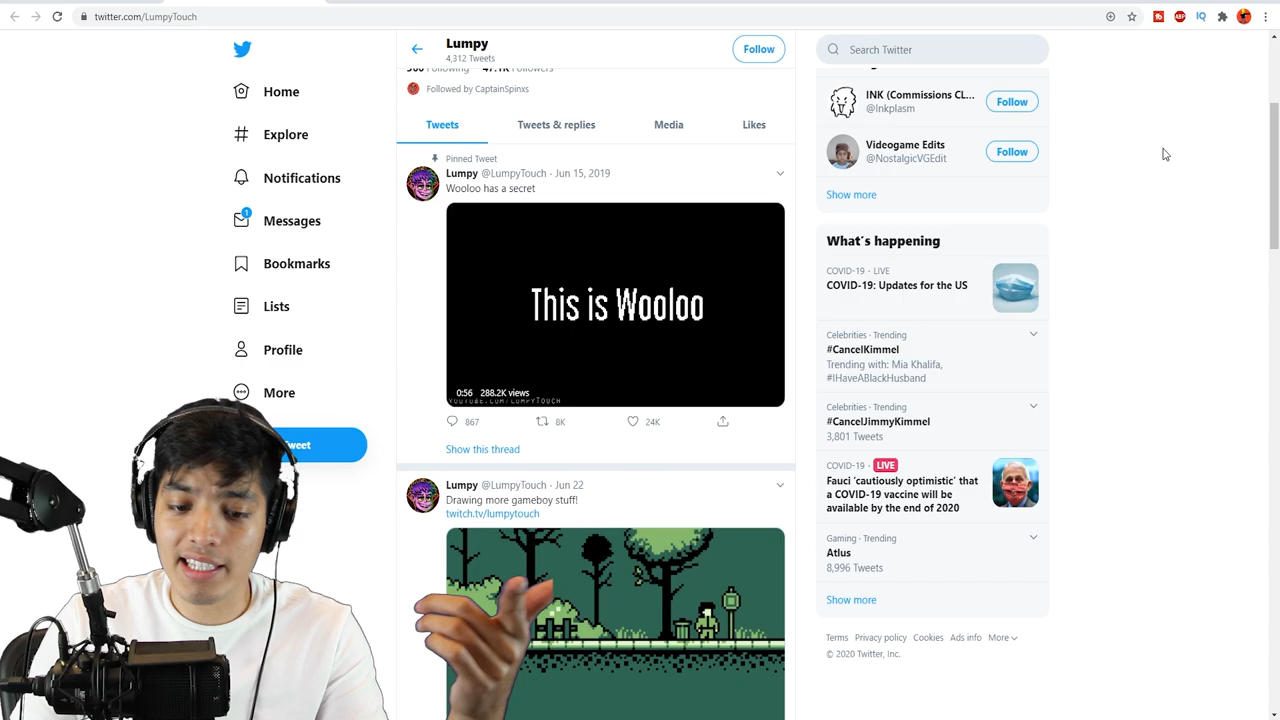 twitter.com/LumpyTouch
Home
Explore
Notifications
1
Messages
Bookmarks
Lists
Profile
More
Tweet
Lumpy
4,312 Tweets
Follow
Following Followers
Followed by CaptainSpinxs
Tweets Tweets & replies Media Likes
Pinned Tweet
Lumpy @LumpyTouch · Jun 15, 2019
Wooloo has a secret
This is Wooloo
0:56 288.2K views
YOUTUBE.COM/LUMPYTOUCH
867 8K 24K
Show this thread
Lumpy @LumpyTouch · Jun 22
Drawing more gameboy stuff!
twitch.tv/lumpytouch
Search Twitter
INK (Commissions CL...
@Inkplasm
Follow
Videogame Edits
@NostalgicVGEdit
Follow
Show more
What's happening
COVID-19 · LIVE
COVID-19: Updates for the US
Celebrities · Trending
#CancelKimmel
Trending with: Mia Khalifa,
#IHaveABlackHusband
Celebrities · Trending
#CancelJimmyKimmel
3,801 Tweets
COVID-19 · LIVE
Fauci 'cautiously optimistic' that
a COVID-19 vaccine will be
available by the end of 2020
Gaming · Trending
Atlus
8,996 Tweets
Show more
Terms Privacy policy Cookies Ads info More
© 2020 Twitter, Inc.